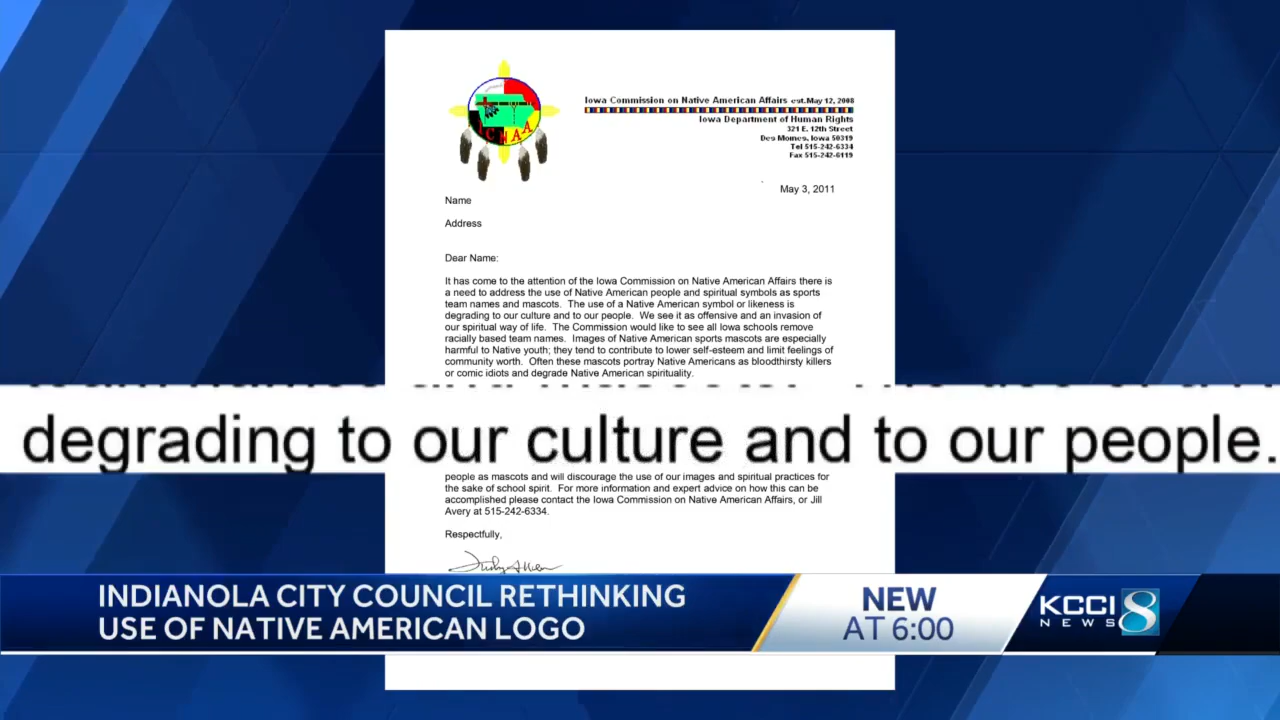 ICNAA
Iowa Commission on Native American Affairs est.May 12, 2008
Iowa Department of Human Rights
321 E. 12th Street
Des Moines, Iowa 50319
Tel 515-242-6334
Fax 515-242-6119
May 3, 2011
Name
Address
Dear Name:
It has come to the attention of the Iowa Commission on Native American Affairs there is
a need to address the use of Native American people and spiritual symbols as sports
team names and mascots. The use of a Native American symbol or likeness is
degrading to our culture and to our people. We see it as offensive and an invasion of
our spiritual way of life. The Commission would like to see all Iowa schools remove
racially based team names. Images of Native American sports mascots are especially
harmful to Native youth; they tend to contribute to lower self-esteem and limit feelings of
community worth. Often these mascots portray Native Americans as bloodthirsty killers
or comic idiots and degrade Native American spirituality.
degrading to our culture and to our people.
people as mascots and will discourage the use of our images and spiritual practices for
the sake of school spirit. For more information and expert advice on how this can be
accomplished please contact the Iowa Commission on Native American Affairs, or Jill
Avery at 515-242-6334.
Respectfully,
INDIANOLA CITY COUNCIL RETHINKING
USE OF NATIVE AMERICAN LOGO
NEW
AT 6:00
KCCI 8
NEWS